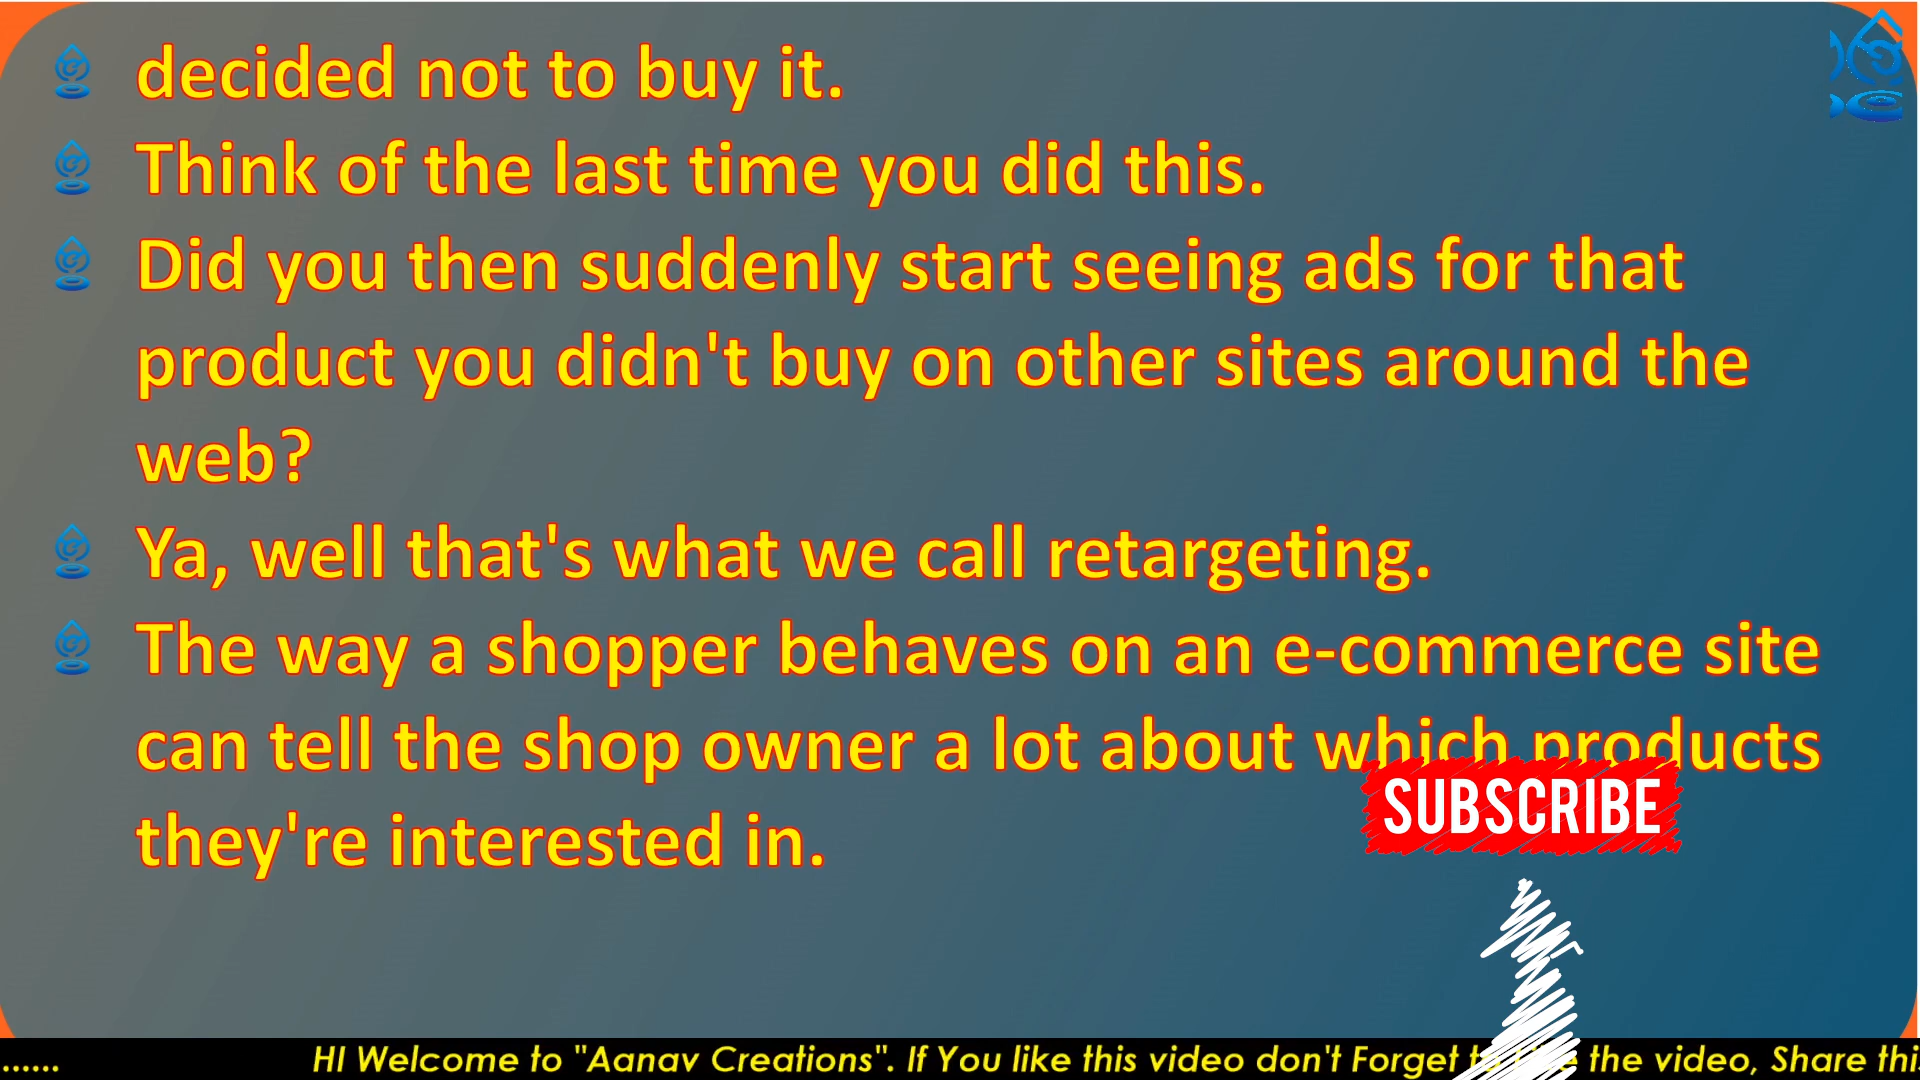 decided not to buy it.
Think of the last time you did this.
Did you then suddenly start seeing ads for that
product you didn't buy on other sites around the
web?
Ya, well that's what we call retargeting.
The way a shopper behaves on an e-commerce site
can tell the shop owner a lot about which products
they're interested in.
SUBSCRIBE
...... HI Welcome to "Aanav Creations". If You like this video don't Forget the video, Share